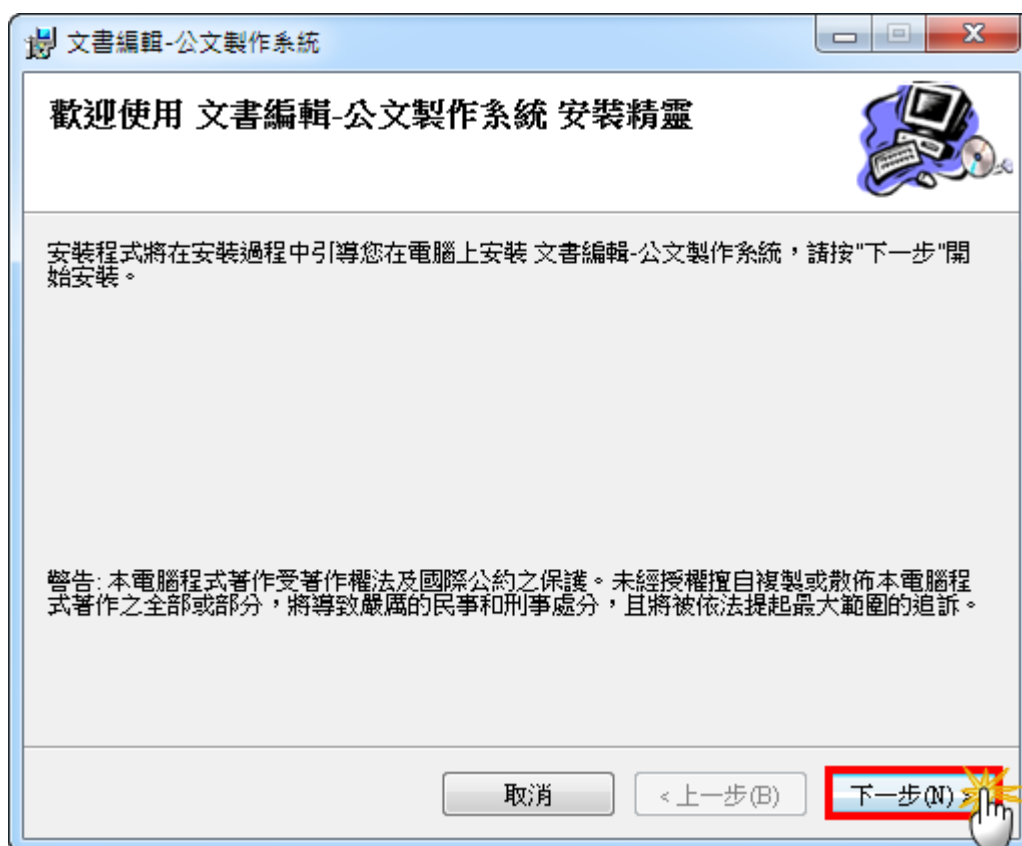 文書編輯-公文製作系統
歡迎使用 文書編輯-公文製作系統 安裝精靈
安裝程式將在安裝過程中引導您在電腦上安裝 文書編輯-公文製作系統，請按"下一步"開
始安裝。
警告: 本電腦程式著作受著作權法及國際公約之保護。未經授權擅自複製或散佈本電腦程
式著作之全部或部分，將導致嚴厲的民事和刑事處分，且將被依法提起最大範圍的追訴。
取消
< 上一步(B)
下一步(N) >